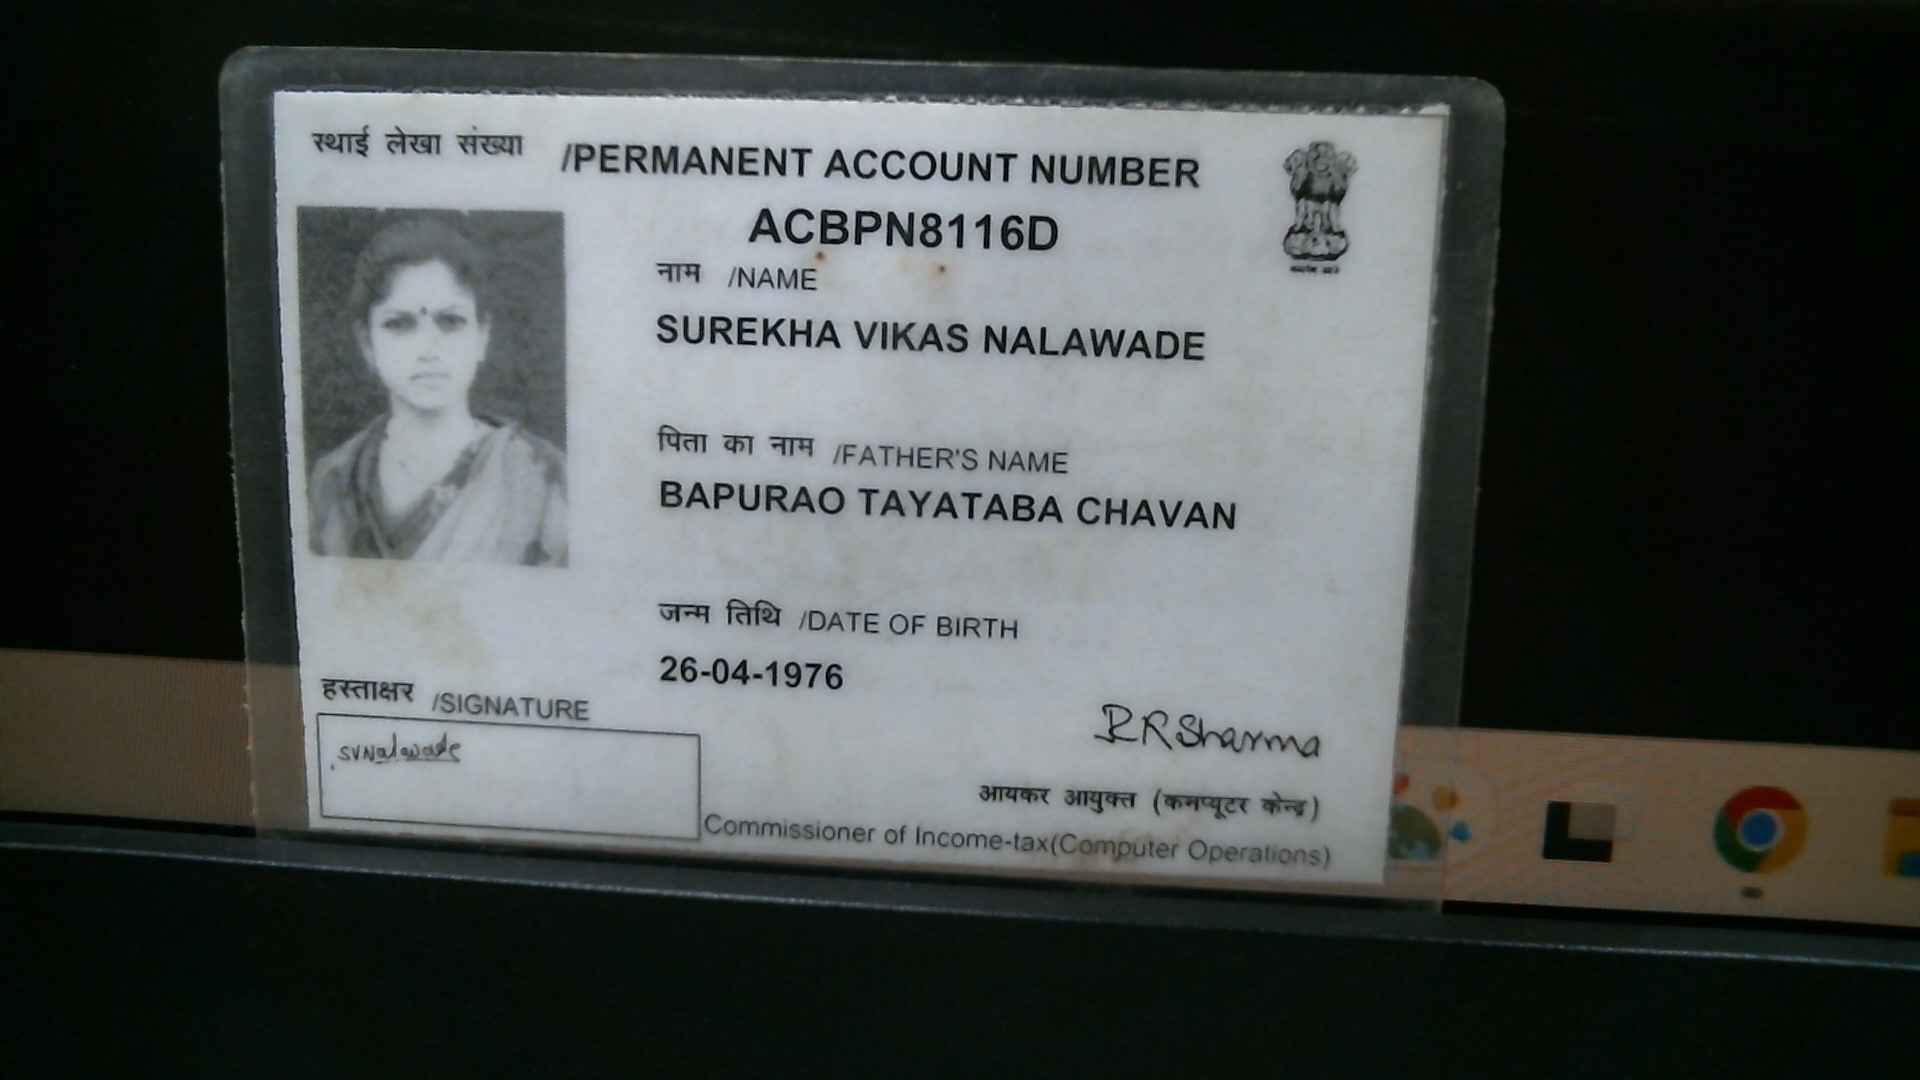 स्थाई लेखा संख्या /PERMANENT ACCOUNT NUMBER
ACBPN8116D
नाम /NAME
SUREKHA VIKAS NALAWADE
पिता का नाम /FATHER'S NAME
BAPURAO TAYATABA CHAVAN
जन्म तिथि /DATE OF BIRTH
26-04-1976
हस्ताक्षर /SIGNATURE
SVNalawade
RRSharma
आयकर आयुक्त (कमप्यूटर केन्द्र)
Commissioner of Income-tax(Computer Operations)